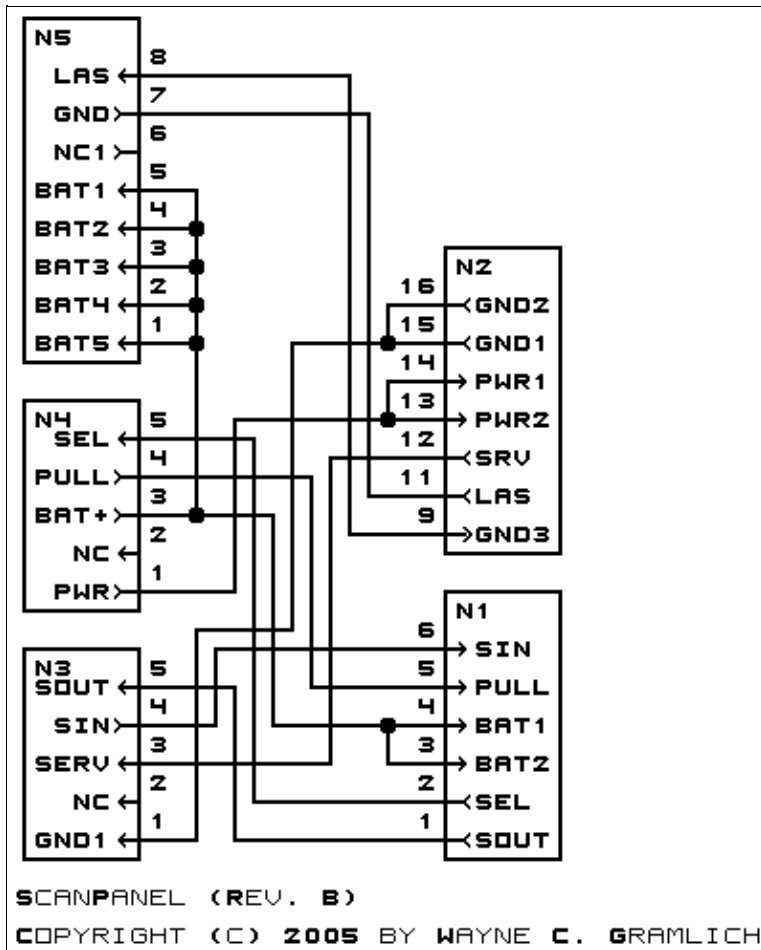 N5
LAS 8
GND 7
NC1 6
BAT1 5
BAT2 4
BAT3 3
BAT4 2
BAT5 1
N4
SEL 5
PULL 4
BAT+ 3
NC 2
PWR 1
N3
SOUT 5
SIN 4
SERV 3
NC 2
GND1 1
N2
16 GND2
15 GND1
14 PWR1
13 PWR2
12 SRV
11 LAS
9 GND3
N1
6 SIN
5 PULL
4 BAT1
3 BAT2
2 SEL
1 SOUT
SCANPANEL (REV. B)
COPYRIGHT (C) 2005 BY WAYNE C. GRAMLICH